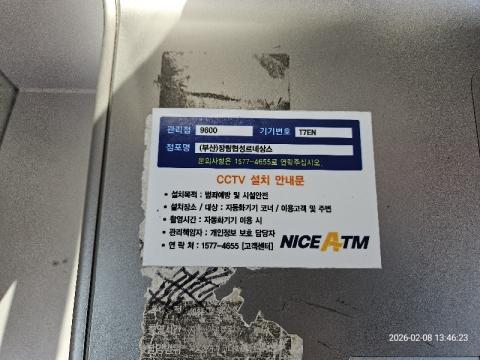 관리점 9600 기기번호 T7EN
점포명 (부산)장림협성르네상스
문의사항은 1577-4655로 연락주십시오.
CCTV 설치 안내문
• 설치목적 : 범죄예방 및 시설안전
• 설치장소 / 대상 : 자동화기기 코너 / 이용고객 및 주변
• 촬영시간 : 자동화기기 이용 시
• 관리책임자 : 개인정보 보호 담당자
• 연 락 처 : 1577-4655 [고객센터]
NICE ATM
2026-02-08 13:46:23